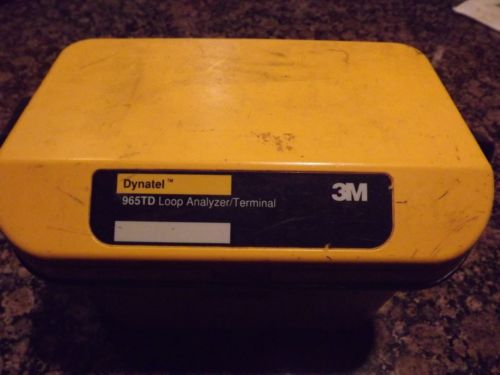 Dynatel™
965TD Loop Analyzer/Terminal
3M